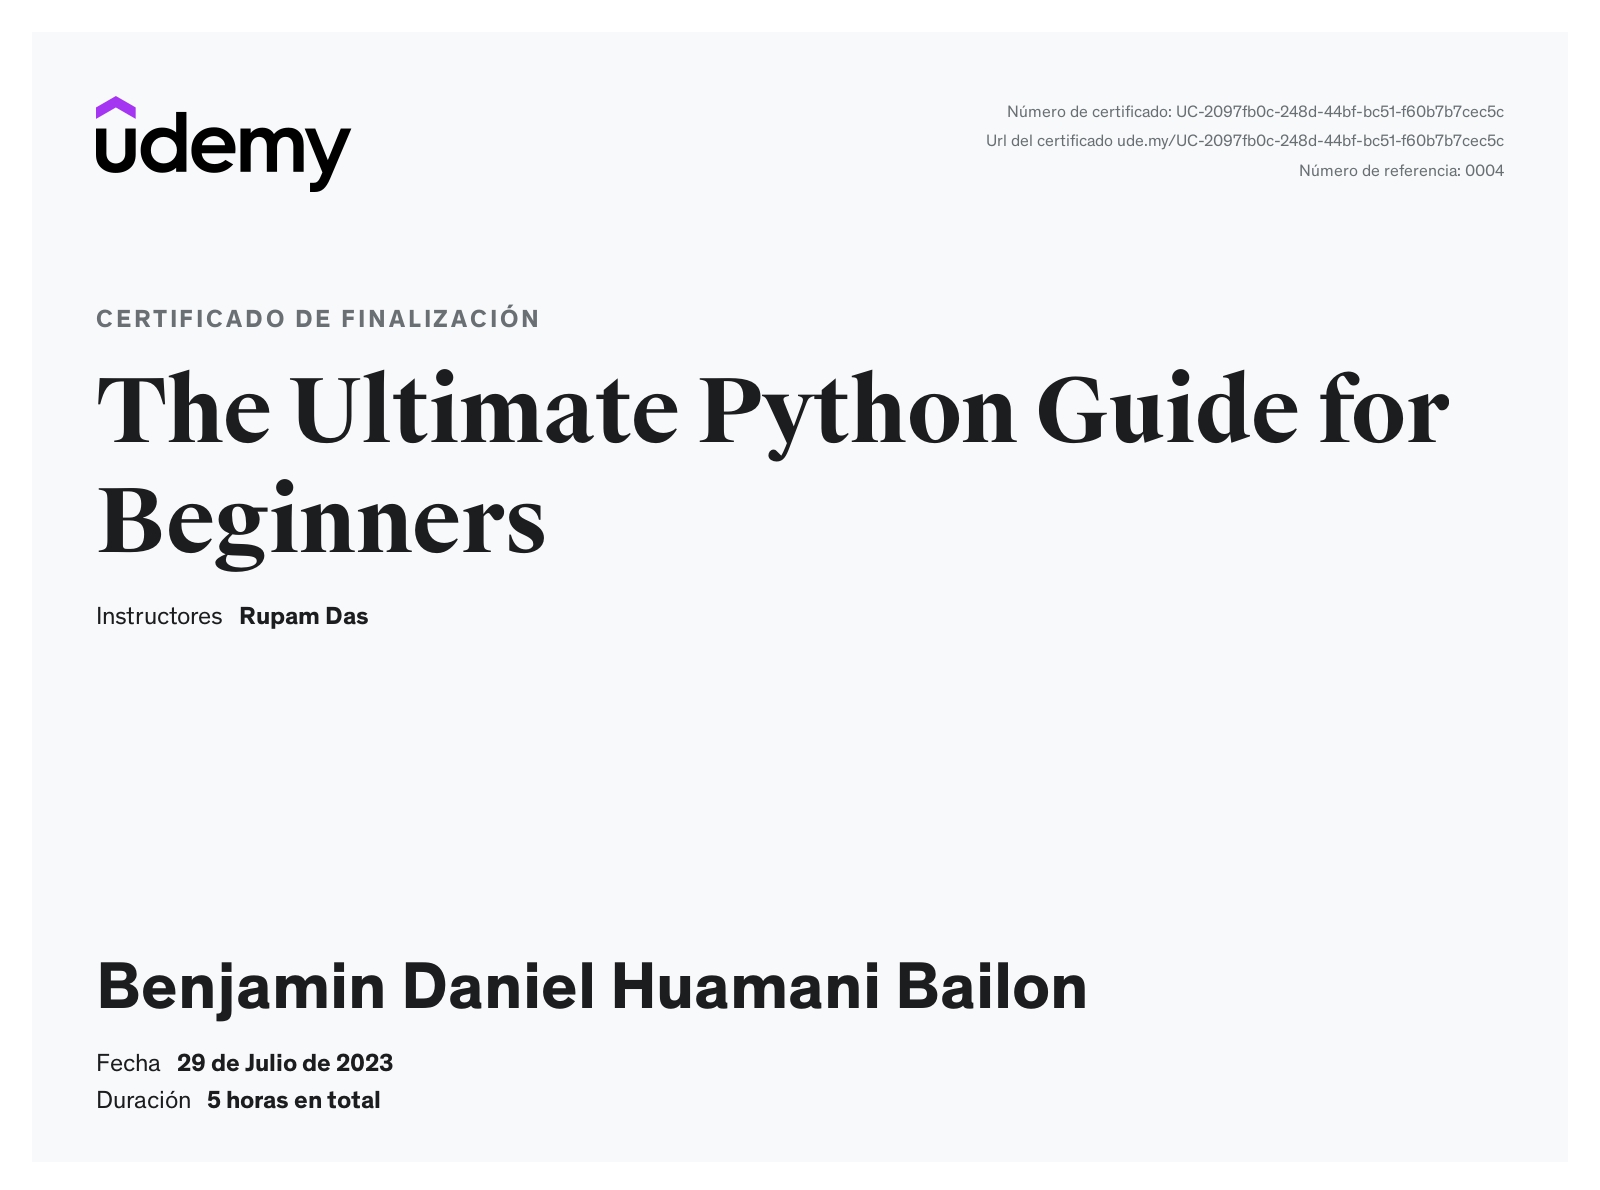 udemy
Número de certificado: UC-2097fb0c-248d-44bf-bc51-f60b7b7cec5c
Url del certificado ude.my/UC-2097fb0c-248d-44bf-bc51-f60b7b7cec5c
Número de referencia: 0004
CERTIFICADO DE FINALIZACIÓN
The Ultimate Python Guide for
Beginners
Instructores Rupam Das
Benjamin Daniel Huamani Bailon
Fecha 29 de Julio de 2023
Duración 5 horas en total